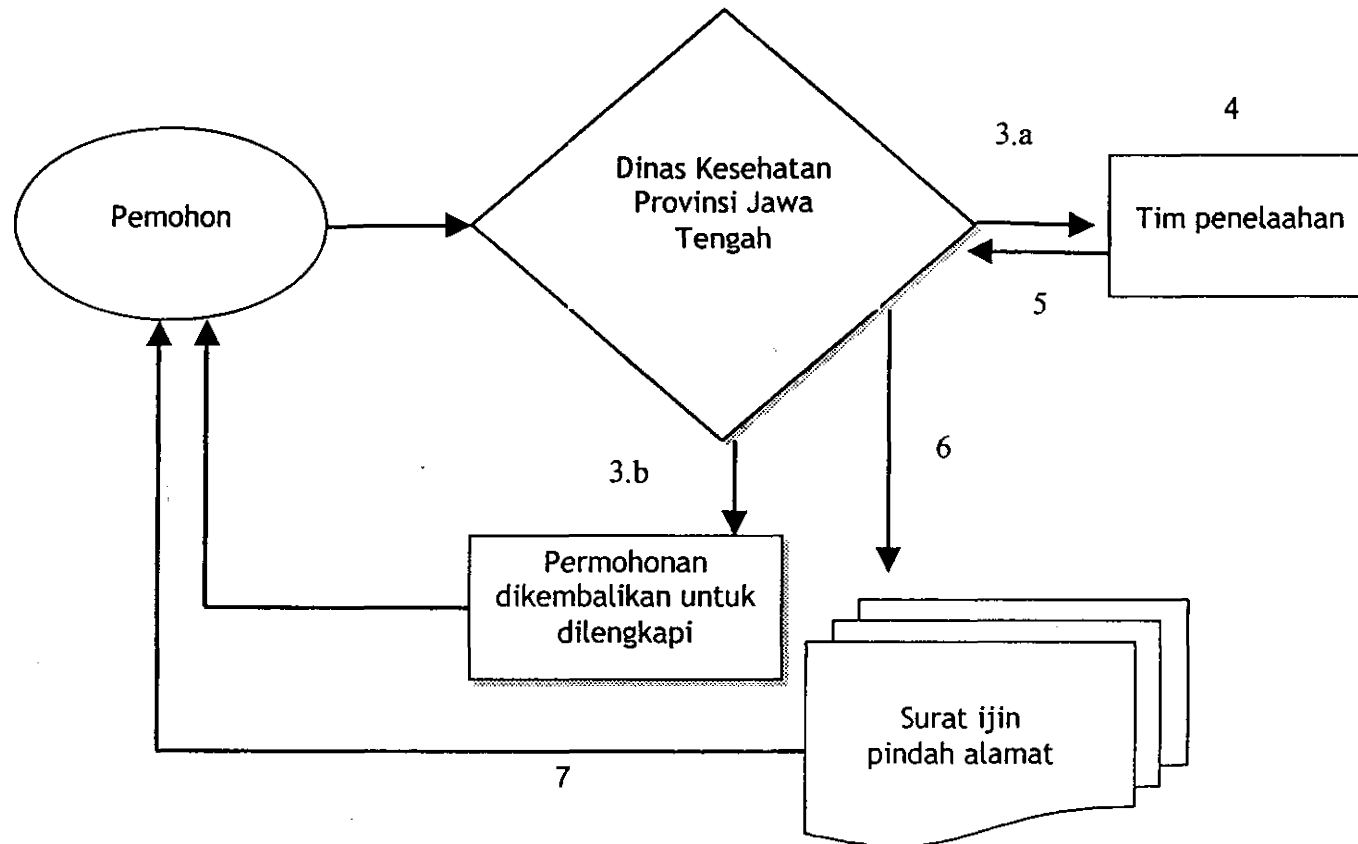 Pemohon
Dinas Kesehatan
Provinsi Jawa
Tengah
3.a
4
Tim penelaahan
5
3.b
6
Permohonan
dikembalikan untuk
dilengkapi
Surat ijin
pindah alamat
7